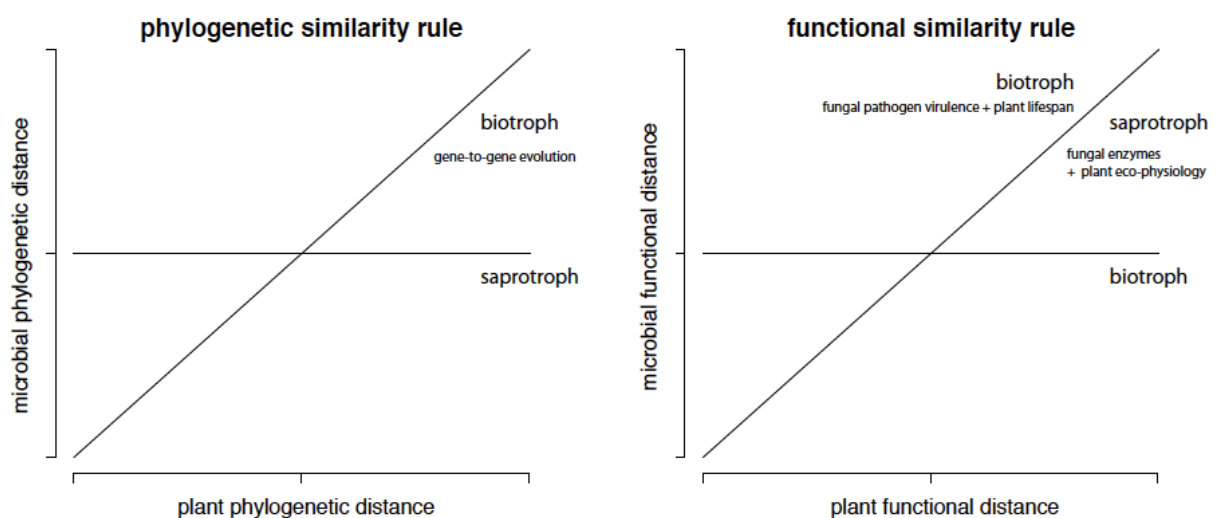 phylogenetic similarity rule
microbial phylogenetic distance
biotroph
gene-to-gene evolution
saprotroph
plant phylogenetic distance
functional similarity rule
microbial functional distance
biotroph
fungal pathogen virulence + plant lifespan
saprotroph
fungal enzymes
+ plant eco-physiology
biotroph
plant functional distance